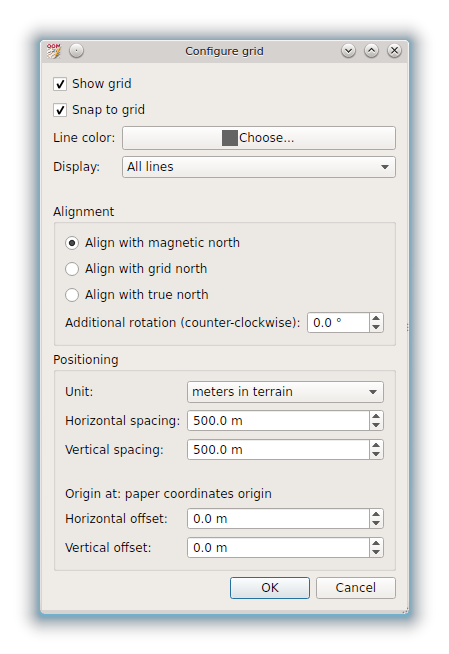 Configure grid
Show grid
Snap to grid
Line color: Choose...
Display: All lines
Alignment
Align with magnetic north
Align with grid north
Align with true north
Additional rotation (counter-clockwise): 0.0 °
Positioning
Unit: meters in terrain
Horizontal spacing: 500.0 m
Vertical spacing: 500.0 m
Origin at: paper coordinates origin
Horizontal offset: 0.0 m
Vertical offset: 0.0 m
OK Cancel